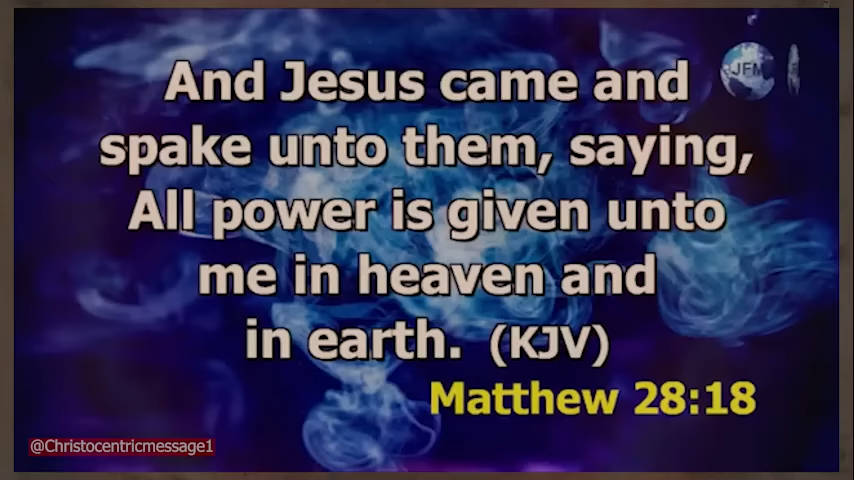 And Jesus came and
spake unto them, saying,
All power is given unto
me in heaven and
in earth. (KJV)
Matthew 28:18
JFM
@Christocentricmessage1